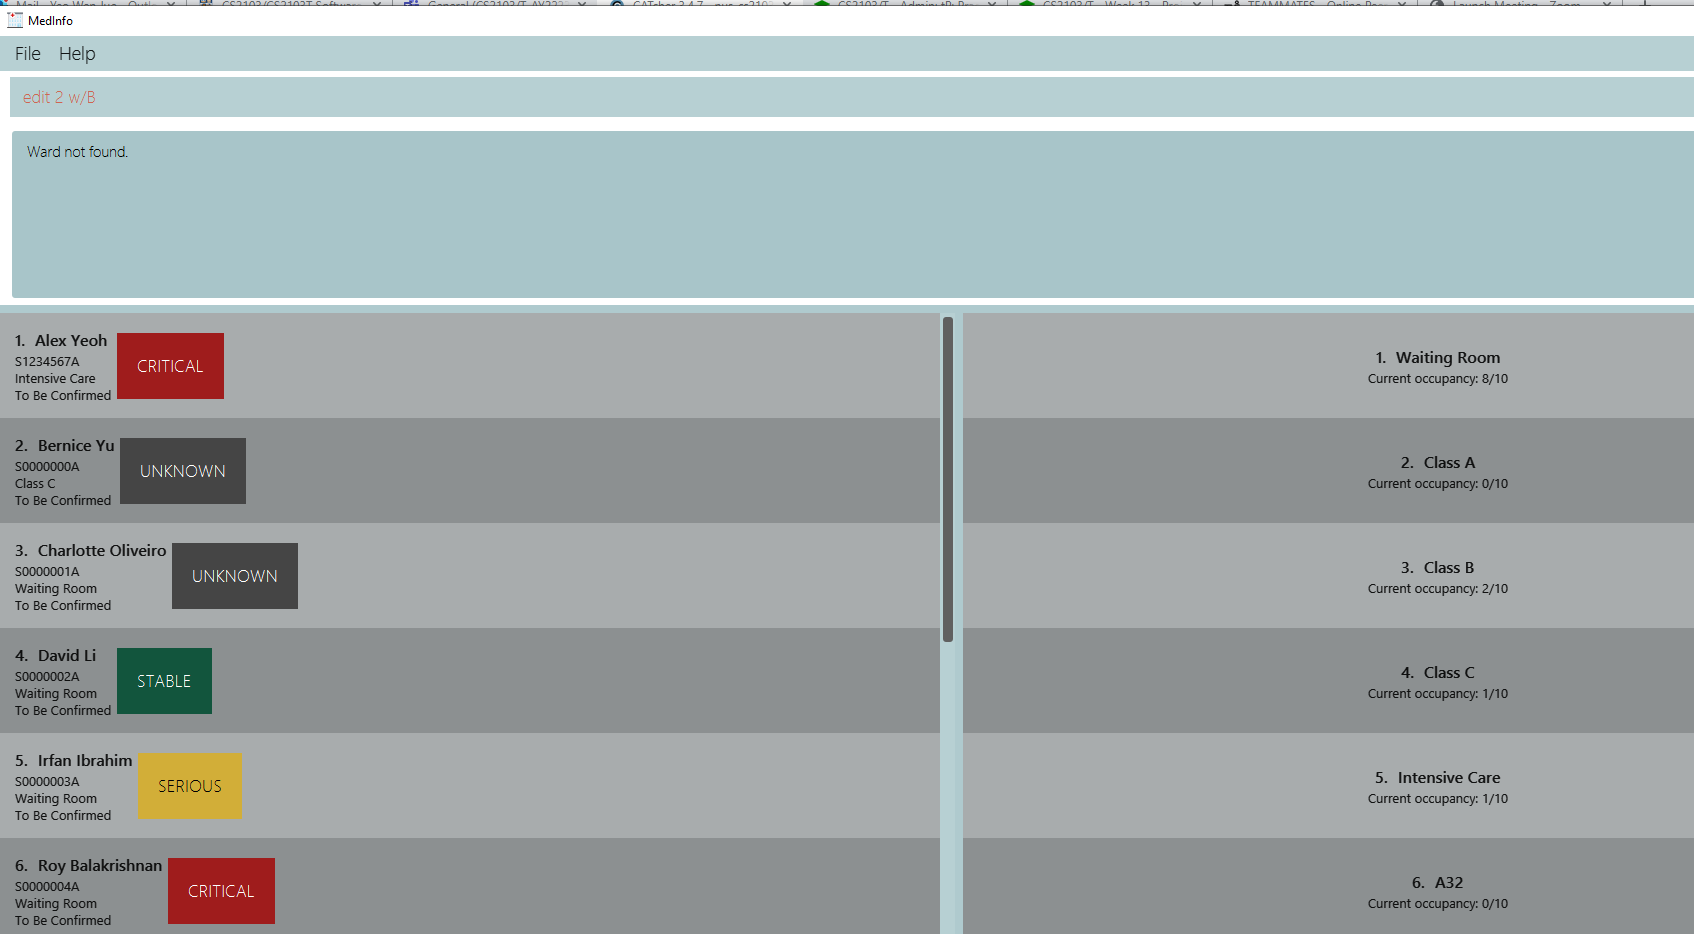 MedInfo
File Help
edit 2 w/B
Ward not found.
1. Alex Yeoh
S1234567A
Intensive Care
To Be Confirmed
CRITICAL
2. Bernice Yu
S0000000A
Class C
To Be Confirmed
UNKNOWN
3. Charlotte Oliveiro
S0000001A
Waiting Room
To Be Confirmed
UNKNOWN
4. David Li
S0000002A
Waiting Room
To Be Confirmed
STABLE
5. Irfan Ibrahim
S0000003A
Waiting Room
To Be Confirmed
SERIOUS
6. Roy Balakrishnan
S0000004A
Waiting Room
To Be Confirmed
CRITICAL
1. Waiting Room
Current occupancy: 8/10
2. Class A
Current occupancy: 0/10
3. Class B
Current occupancy: 2/10
4. Class C
Current occupancy: 1/10
5. Intensive Care
Current occupancy: 1/10
6. A32
Current occupancy: 0/10